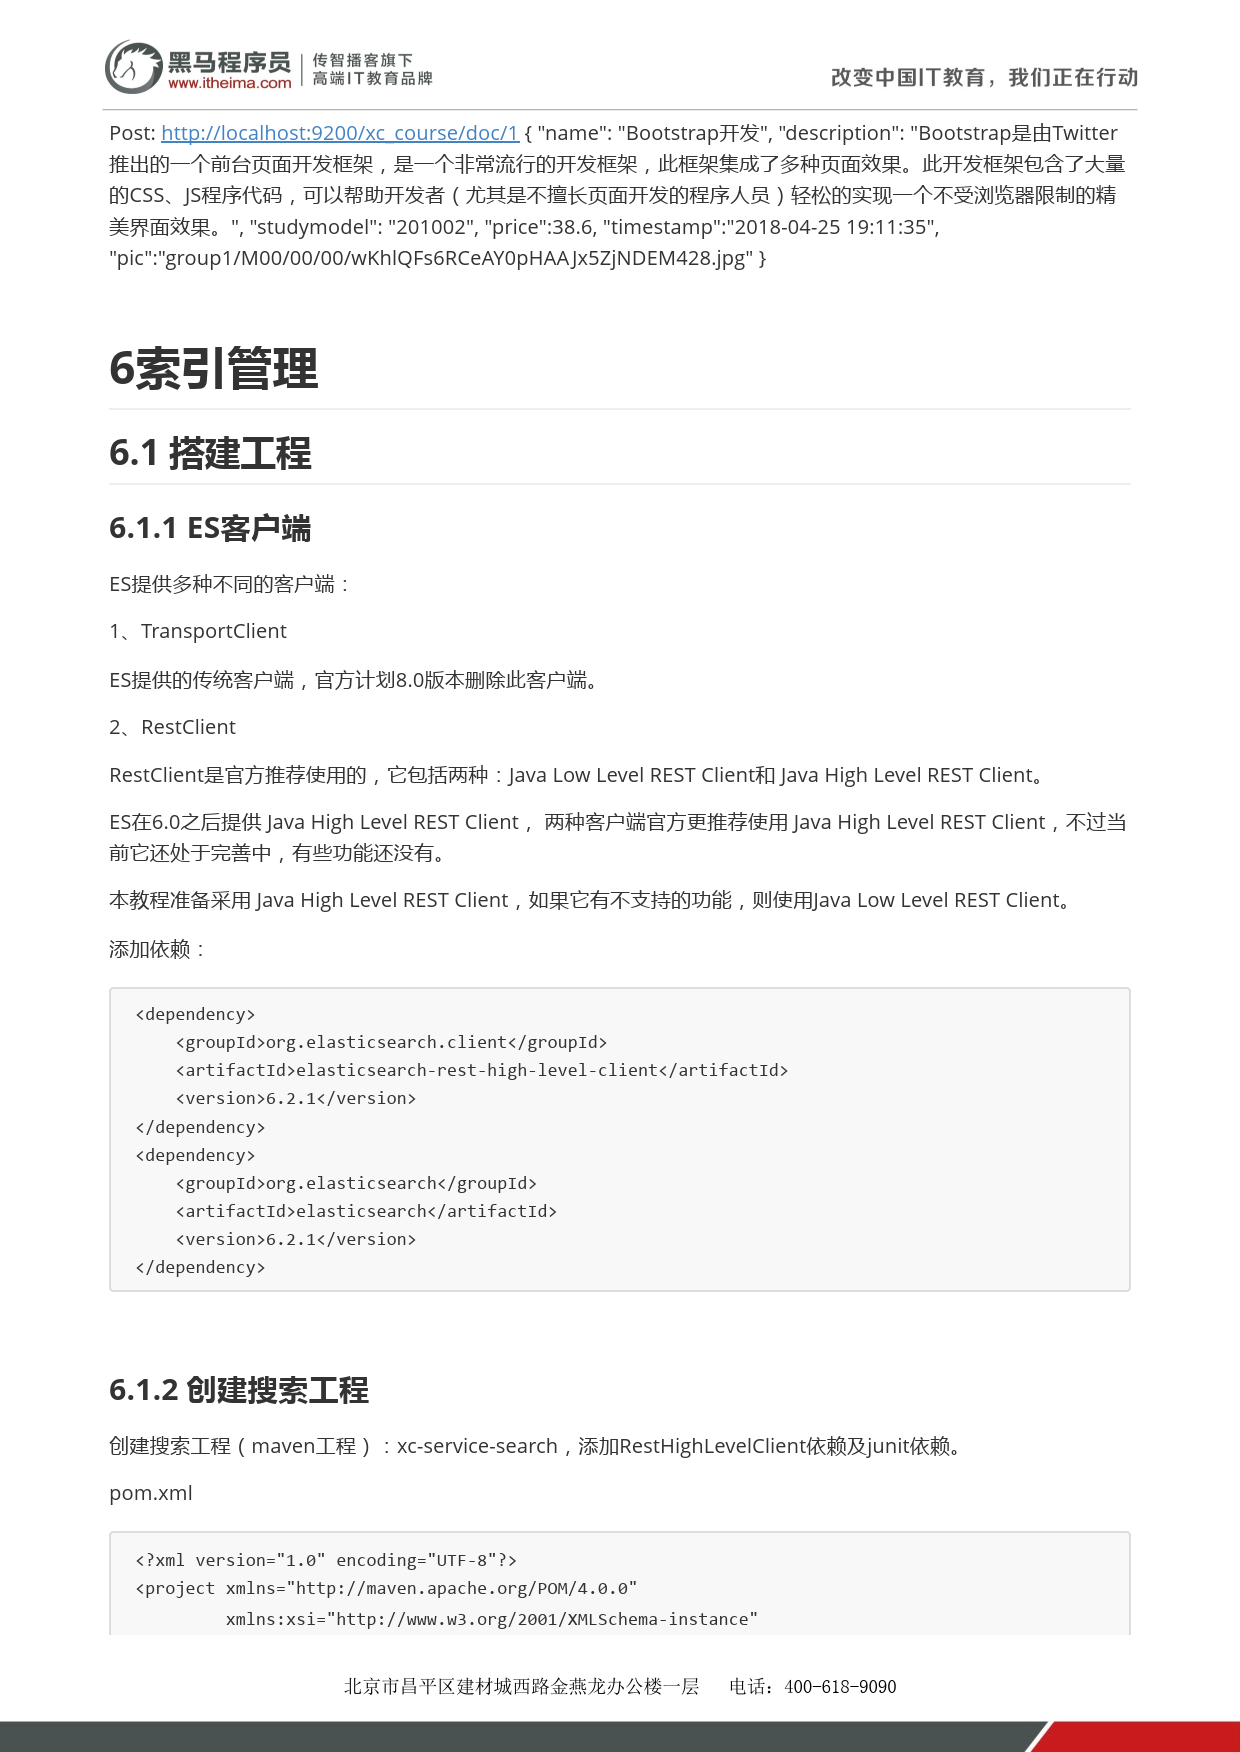 黑马程序员
www.itheima.com
传智播客旗下
高端IT教育品牌
改变中国IT教育，我们正在行动
Post: http://localhost:9200/xc_course/doc/1 { "name": "Bootstrap开发", "description": "Bootstrap是由Twitter
推出的一个前台页面开发框架，是一个非常流行的开发框架，此框架集成了多种页面效果。此开发框架包含了大量
的CSS、JS程序代码，可以帮助开发者（尤其是不擅长页面开发的程序人员）轻松的实现一个不受浏览器限制的精
美界面效果。", "studymodel": "201002", "price":38.6, "timestamp":"2018-04-25 19:11:35",
"pic":"group1/M00/00/00/wKhlQFs6RCeAY0pHAAJx5ZjNDEM428.jpg" }
6索引管理
6.1 搭建工程
6.1.1 ES客户端
ES提供多种不同的客户端：
1、TransportClient
ES提供的传统客户端，官方计划8.0版本删除此客户端。
2、RestClient
RestClient是官方推荐使用的，它包括两种：Java Low Level REST Client和 Java High Level REST Client。
ES在6.0之后提供 Java High Level REST Client， 两种客户端官方更推荐使用 Java High Level REST Client，不过当
前它还处于完善中，有些功能还没有。
本教程准备采用 Java High Level REST Client，如果它有不支持的功能，则使用Java Low Level REST Client。
添加依赖：
<dependency>
    <groupId>org.elasticsearch.client</groupId>
    <artifactId>elasticsearch-rest-high-level-client</artifactId>
    <version>6.2.1</version>
</dependency>
<dependency>
    <groupId>org.elasticsearch</groupId>
    <artifactId>elasticsearch</artifactId>
    <version>6.2.1</version>
</dependency>
6.1.2 创建搜索工程
创建搜索工程（maven工程）：xc-service-search，添加RestHighLevelClient依赖及junit依赖。
pom.xml
<?xml version="1.0" encoding="UTF-8"?>
<project xmlns="http://maven.apache.org/POM/4.0.0"
         xmlns:xsi="http://www.w3.org/2001/XMLSchema-instance"
北京市昌平区建材城西路金燕龙办公楼一层 电话：400-618-9090